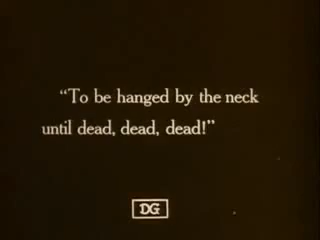 “To be hanged by the neck
until dead, dead, dead!”
DG